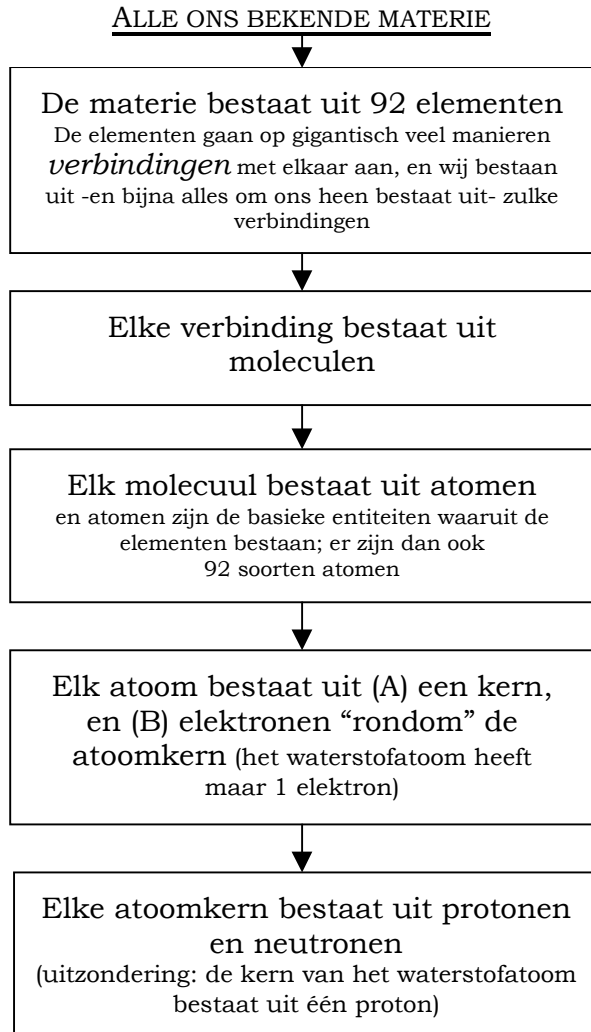 ALLE ONS BEKENDE MATERIE
De materie bestaat uit 92 elementen
De elementen gaan op gigantisch veel manieren
verbindingen met elkaar aan, en wij bestaan
uit -en bijna alles om ons heen bestaat uit- zulke
verbindingen
Elke verbinding bestaat uit
moleculen
Elk molecuul bestaat uit atomen
en atomen zijn de basieke entiteiten waaruit de
elementen bestaan; er zijn dan ook
92 soorten atomen
Elk atoom bestaat uit (A) een kern,
en (B) elektronen “rondom” de
atoomkern (het waterstofatoom heeft
maar 1 elektron)
Elke atoomkern bestaat uit protonen
en neutronen
(uitzondering: de kern van het waterstofatoom
bestaat uit één proton)